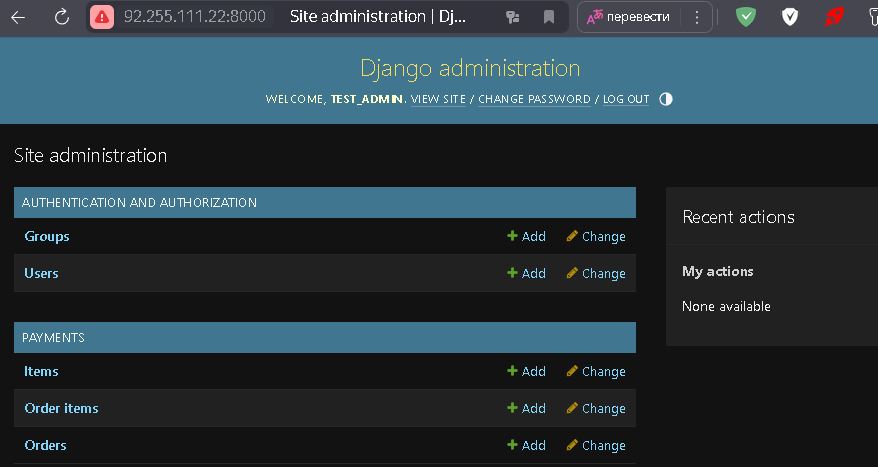 92.255.111.22:8000 Site administration | Dj... перевести
Django administration
WELCOME, TEST_ADMIN. VIEW SITE / CHANGE PASSWORD / LOG OUT
Site administration
AUTHENTICATION AND AUTHORIZATION
Groups Add Change
Users Add Change
PAYMENTS
Items Add Change
Order items Add Change
Orders Add Change
Recent actions
My actions
None available